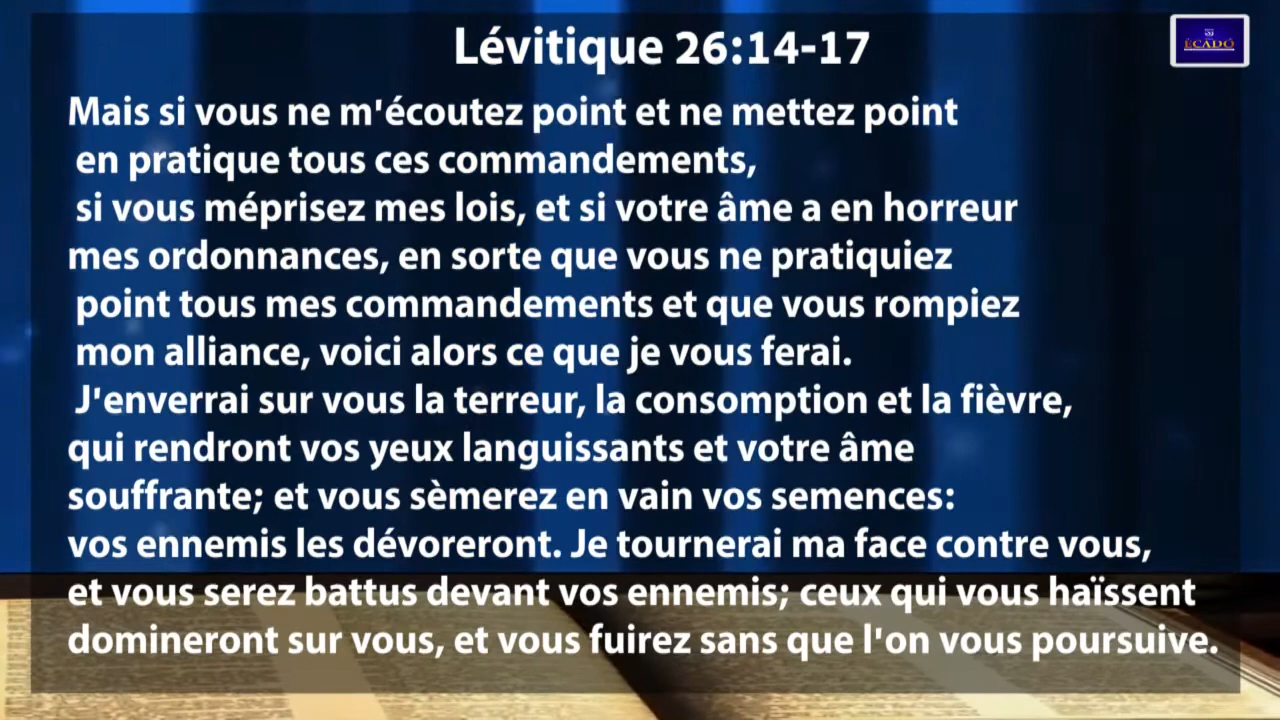 Lévitique 26:14-17
ÉCADÓ
Mais si vous ne m'écoutez point et ne mettez point
en pratique tous ces commandements,
si vous méprisez mes lois, et si votre âme a en horreur
mes ordonnances, en sorte que vous ne pratiquiez
point tous mes commandements et que vous rompiez
mon alliance, voici alors ce que je vous ferai.
J'enverrai sur vous la terreur, la consomption et la fièvre,
qui rendront vos yeux languissants et votre âme
souffrante; et vous sèmerez en vain vos semences:
vos ennemis les dévoreront. Je tournerai ma face contre vous,
et vous serez battus devant vos ennemis; ceux qui vous haïssent
domineront sur vous, et vous fuirez sans que l'on vous poursuive.